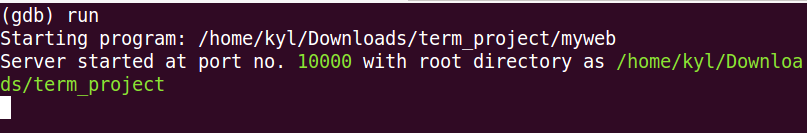 (gdb) run
Starting program: /home/kyl/Downloads/term_project/myweb
Server started at port no. 10000 with root directory as /home/kyl/Downloa
ds/term_project